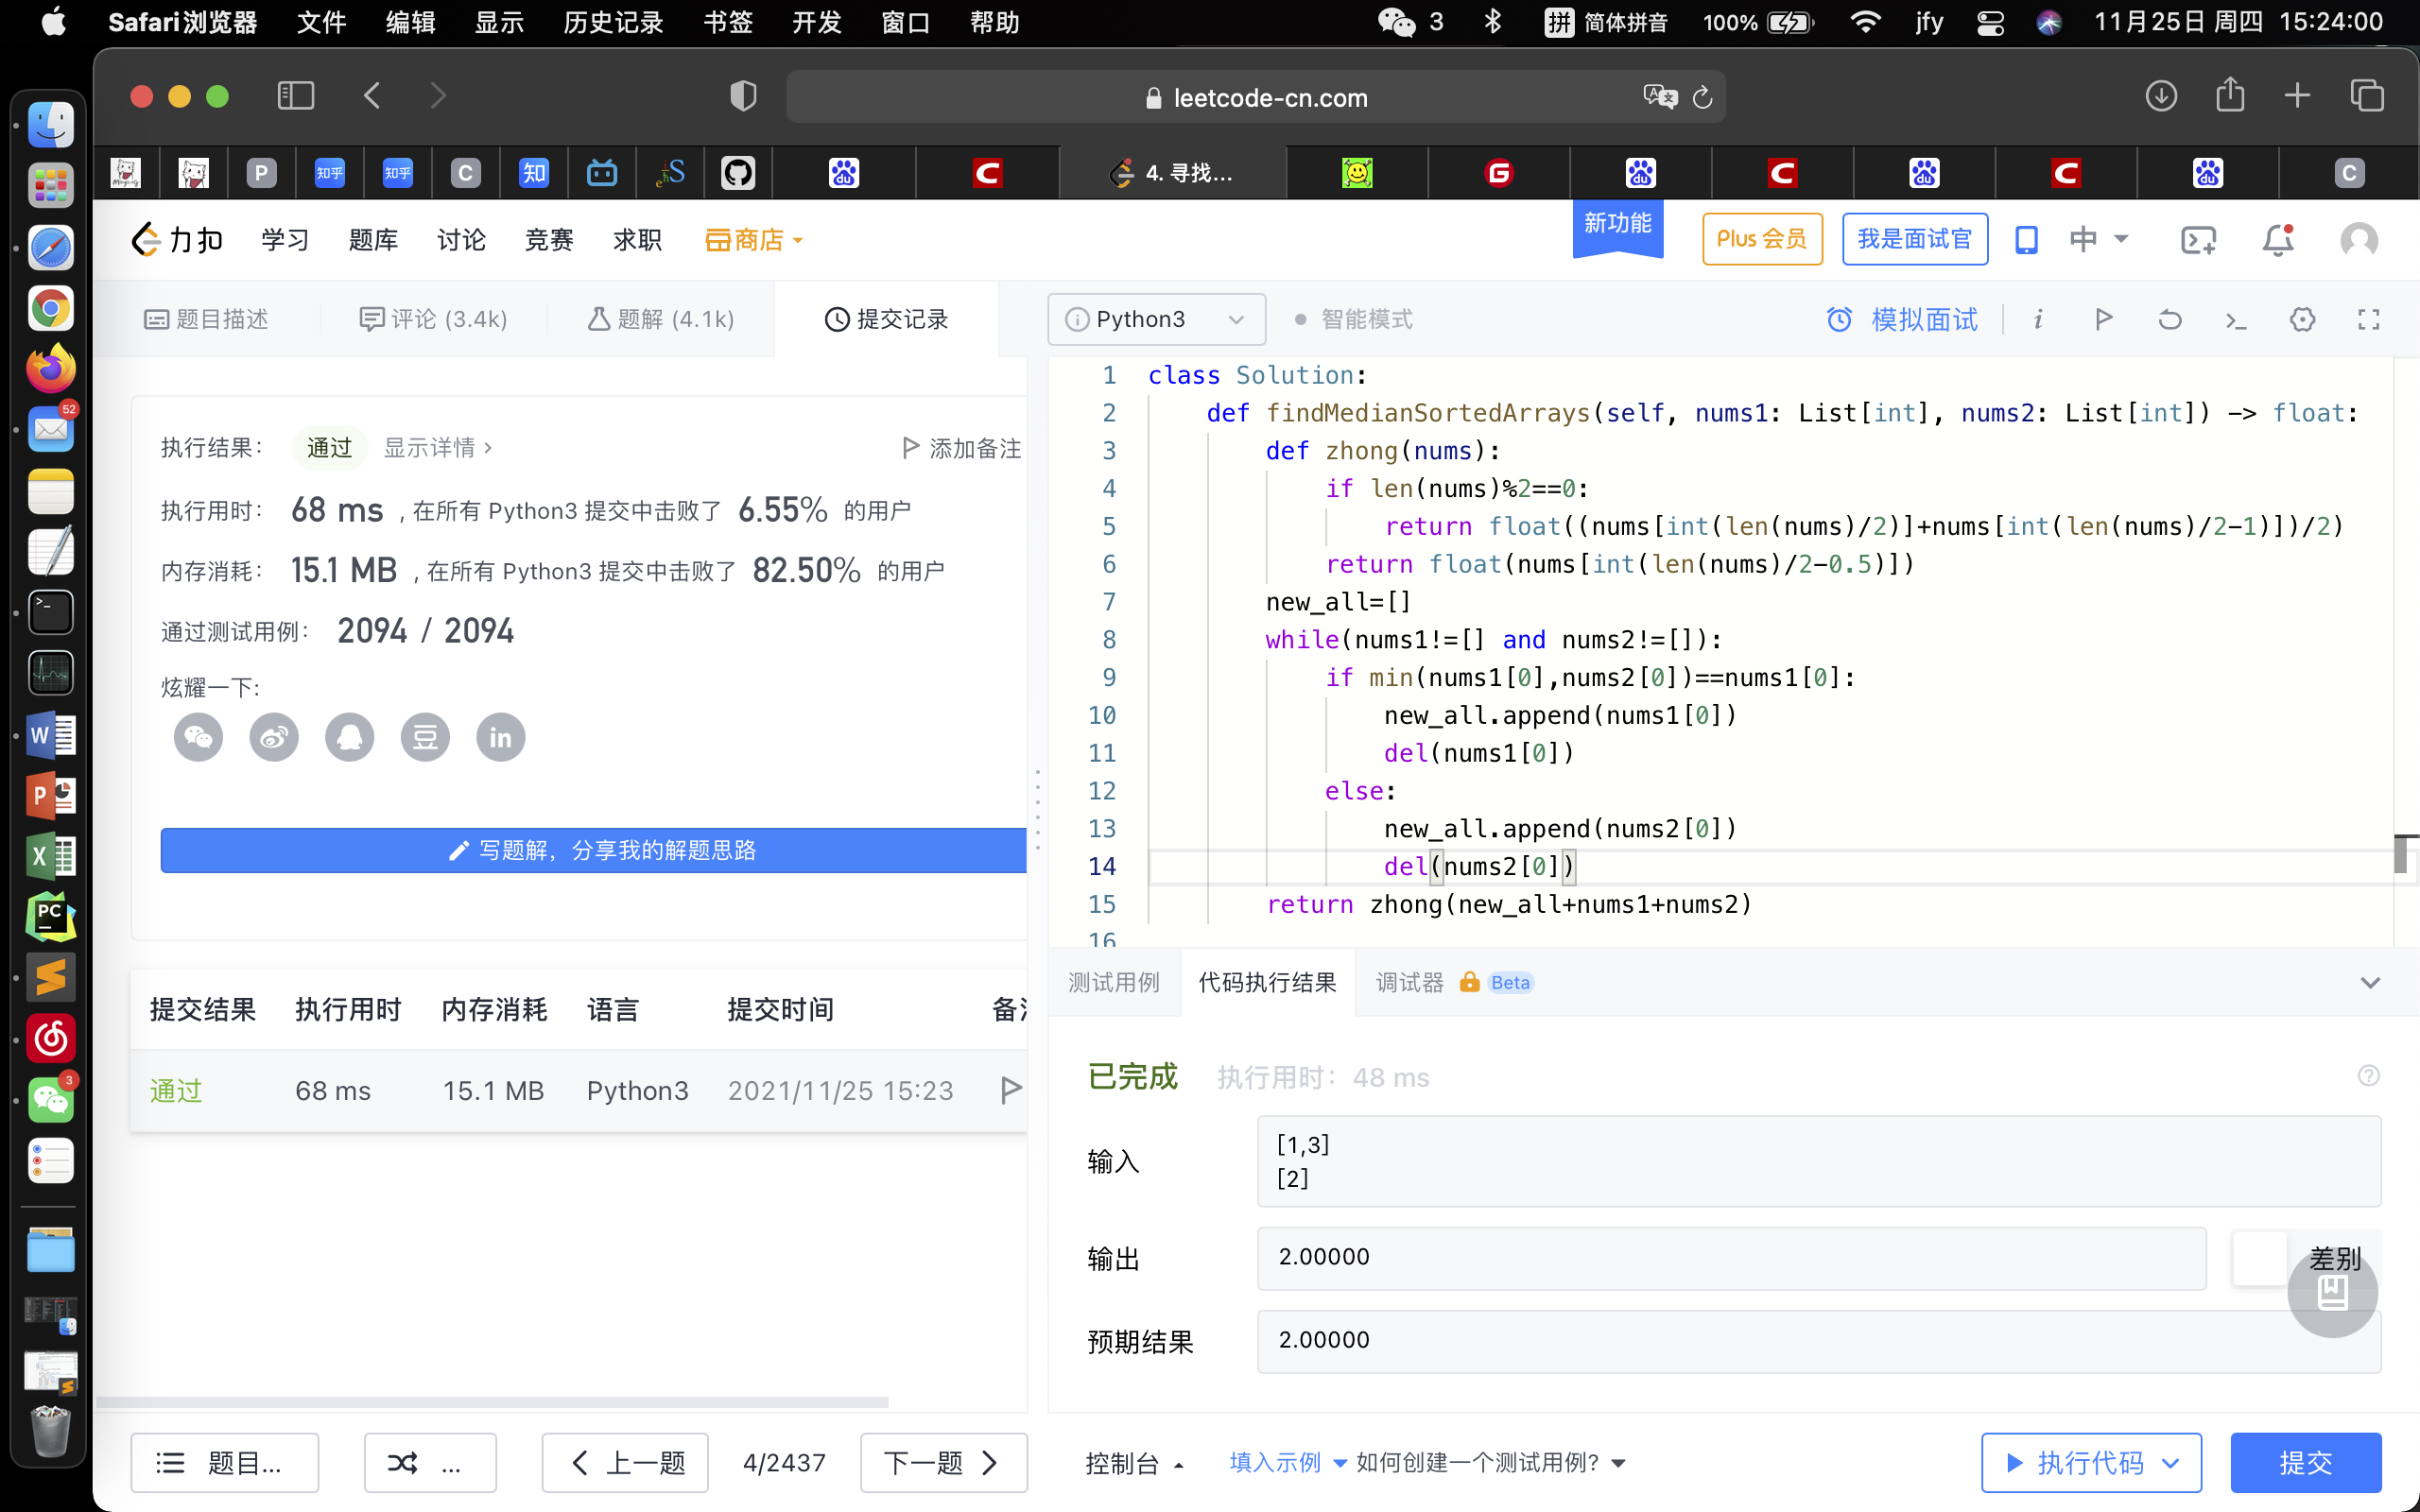 Safari浏览器 文件 编辑 显示 历史记录 书签 开发 窗口 帮助 3 拼 简体拼音 100% jfy 11月25日 周四 15:24:00
leetcode-cn.com
P 知乎 知乎 C 知 du C 4. 寻找... G du C du C du C
力扣 学习 题库 讨论 竞赛 求职 商店 新功能 Plus 会员 我是面试官 中
题目描述 评论 (3.4k) 题解 (4.1k) 提交记录
执行结果： 通过 显示详情 › 添加备注
执行用时： 68 ms , 在所有 Python3 提交中击败了 6.55% 的用户
内存消耗： 15.1 MB , 在所有 Python3 提交中击败了 82.50% 的用户
通过测试用例： 2094 / 2094
炫耀一下:
豆 in
写题解，分享我的解题思路
提交结果 执行用时 内存消耗 语言 提交时间 备
通过 68 ms 15.1 MB Python3 2021/11/25 15:23
题目... ... 上一题 4/2437 下一题
Python3 智能模式 模拟面试 i
1 class Solution:
2 def findMedianSortedArrays(self, nums1: List[int], nums2: List[int]) -> float:
3 def zhong(nums):
4 if len(nums)%2==0:
5 return float((nums[int(len(nums)/2)]+nums[int(len(nums)/2-1)])/2)
6 return float(nums[int(len(nums)/2-0.5)])
7 new_all=[]
8 while(nums1!=[] and nums2!=[]):
9 if min(nums1[0],nums2[0])==nums1[0]:
10 new_all.append(nums1[0])
11 del(nums1[0])
12 else:
13 new_all.append(nums2[0])
14 del(nums2[0])
15 return zhong(new_all+nums1+nums2)
16
测试用例 代码执行结果 调试器 Beta
已完成 执行用时： 48 ms
输入
[1,3]
[2]
输出 2.00000 差别
预期结果 2.00000
控制台 填入示例 如何创建一个测试用例? 执行代码 提交
52
W
P
X
PC
3